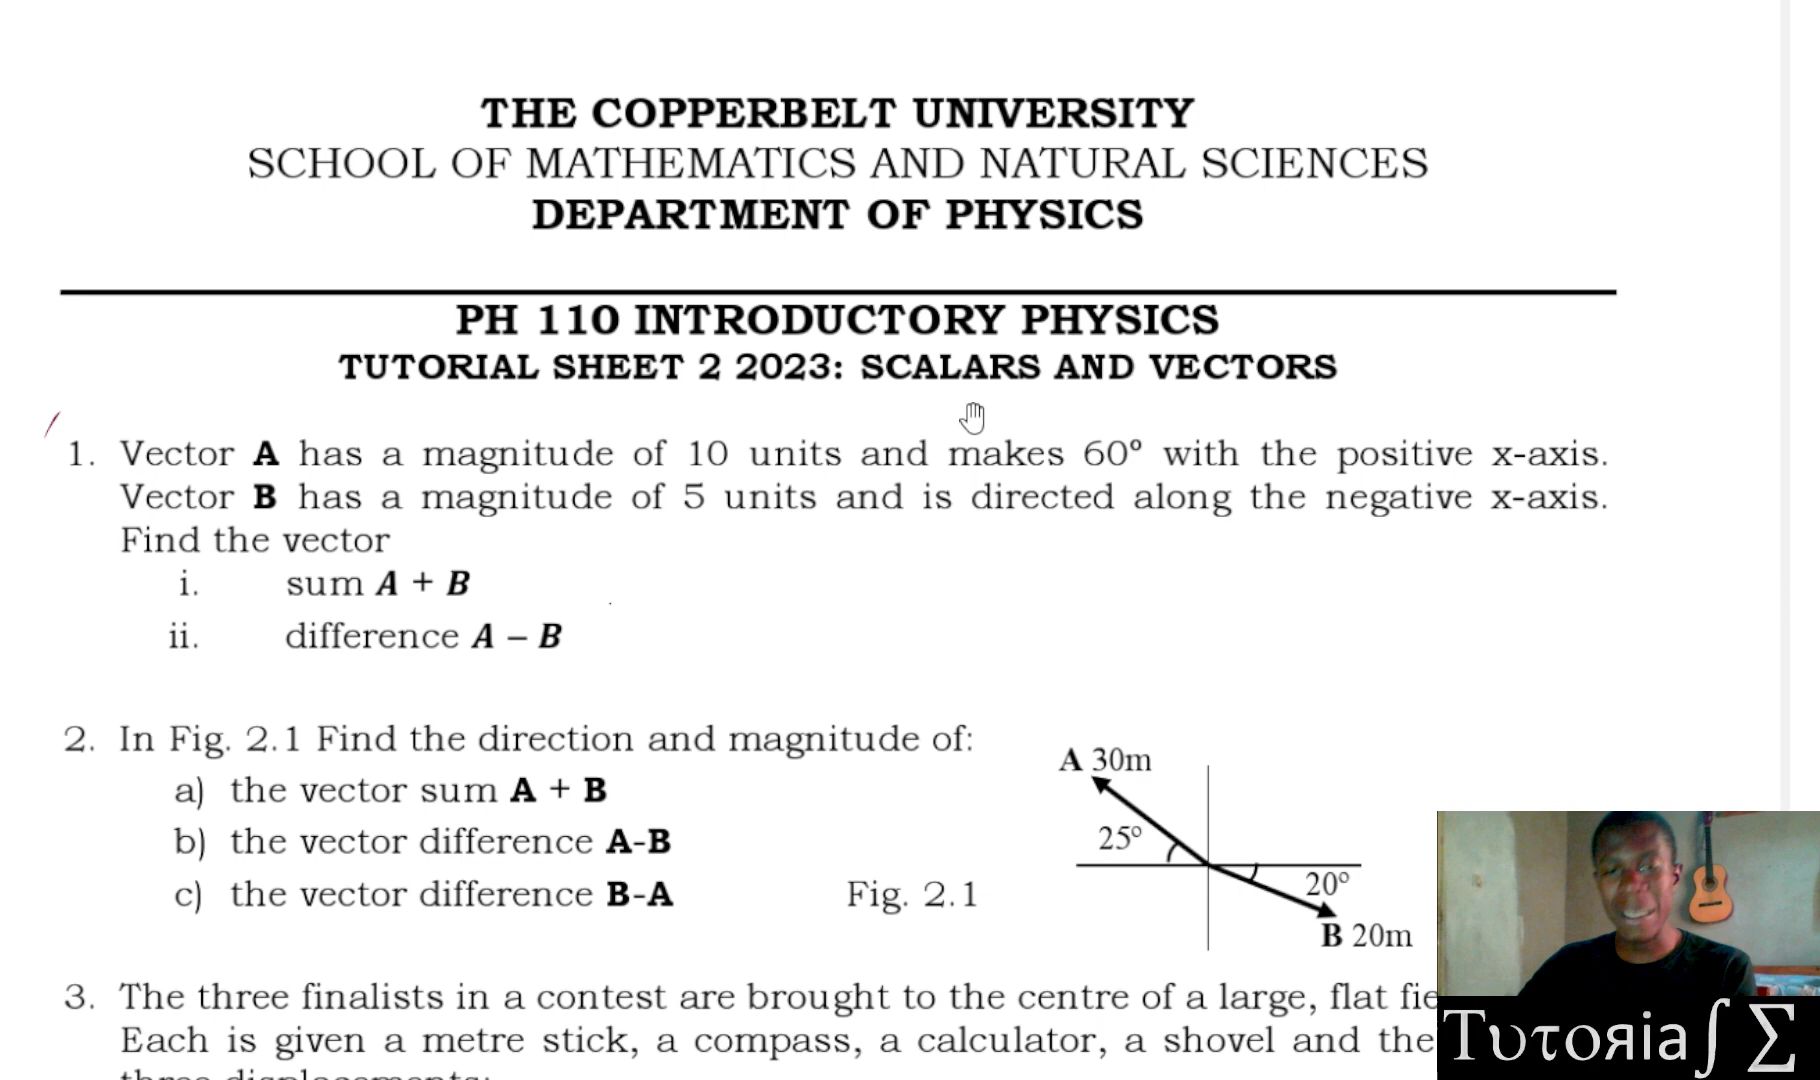 THE COPPERBELT UNIVERSITY
SCHOOL OF MATHEMATICS AND NATURAL SCIENCES
DEPARTMENT OF PHYSICS
PH 110 INTRODUCTORY PHYSICS
TUTORIAL SHEET 2 2023: SCALARS AND VECTORS
1. Vector A has a magnitude of 10 units and makes 60° with the positive x-axis.
Vector B has a magnitude of 5 units and is directed along the negative x-axis.
Find the vector
i. sum A + B
ii. difference A – B
2. In Fig. 2.1 Find the direction and magnitude of:
a) the vector sum A + B
b) the vector difference A-B
c) the vector difference B-A
Fig. 2.1
A 30m
25°
20°
B 20m
3. The three finalists in a contest are brought to the centre of a large, flat fie
Each is given a metre stick, a compass, a calculator, a shovel and the
three displacements:
TυτoЯia∫ Σ